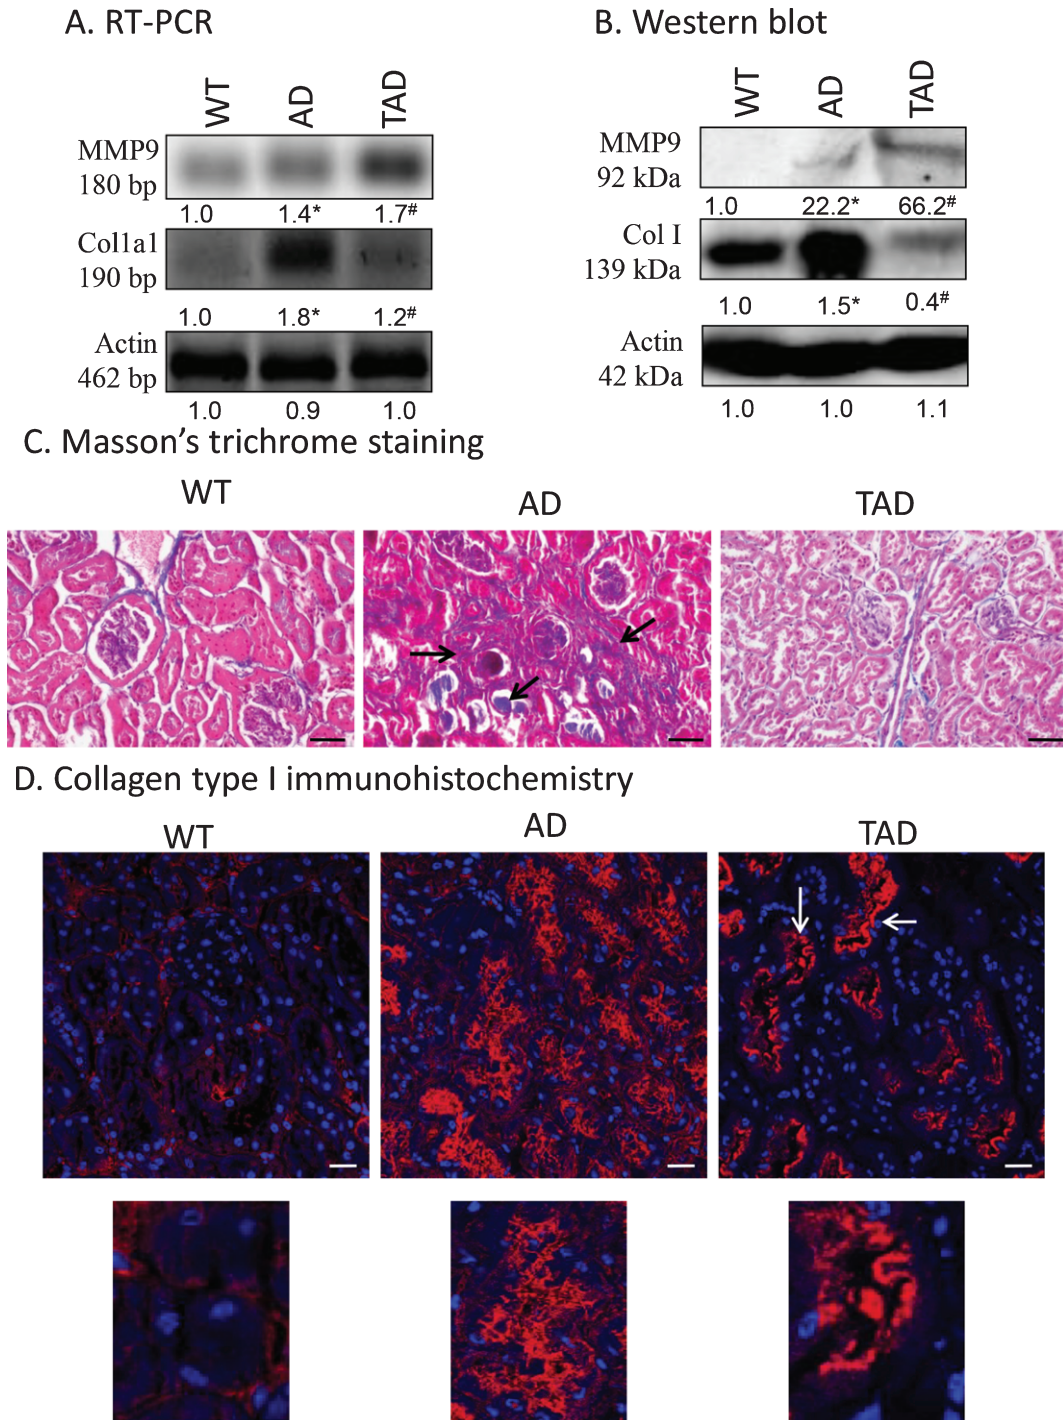 A. RT-PCR
WT AD TAD
MMP9
180 bp
1.0 1.4* 1.7#
Col1a1
190 bp
1.0 1.8* 1.2#
Actin
462 bp
1.0 0.9 1.0
B. Western blot
WT AD TAD
MMP9
92 kDa
1.0 22.2* 66.2#
Col I
139 kDa
1.0 1.5* 0.4#
Actin
42 kDa
1.0 1.0 1.1
C. Masson’s trichrome staining
WT AD TAD
D. Collagen type I immunohistochemistry
WT AD TAD